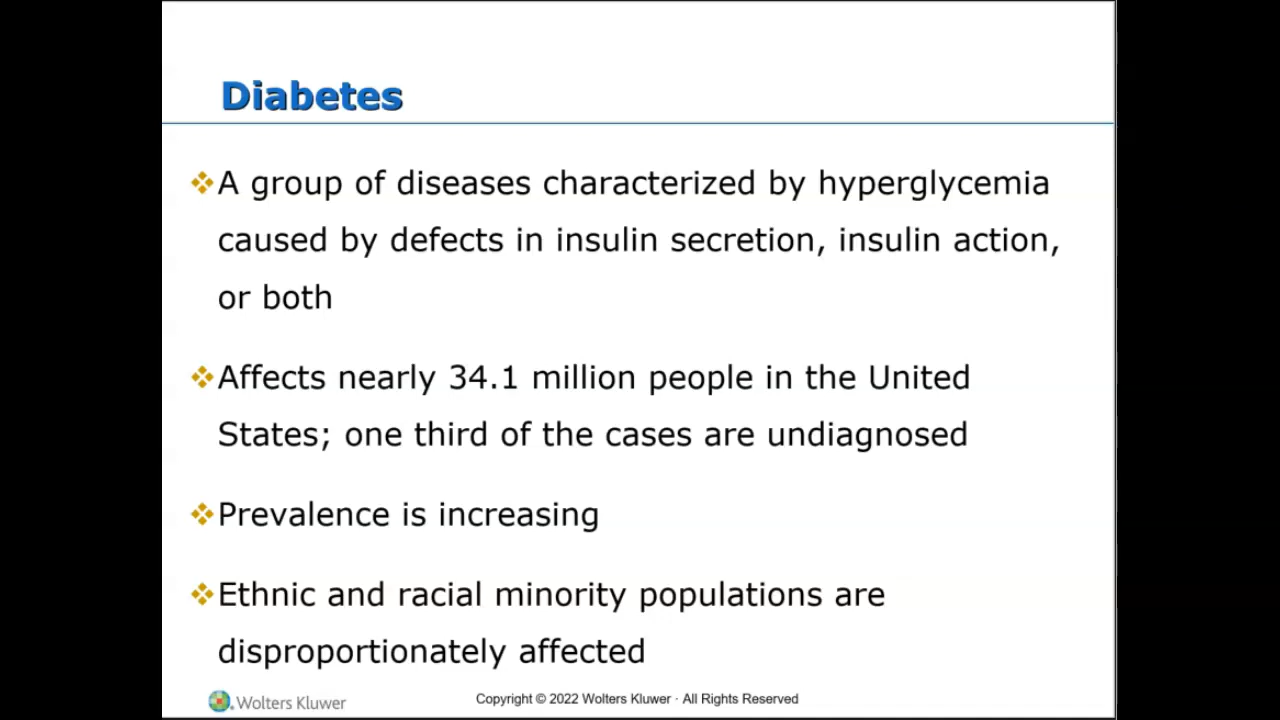 Diabetes
❖A group of diseases characterized by hyperglycemia
caused by defects in insulin secretion, insulin action,
or both
❖Affects nearly 34.1 million people in the United
States; one third of the cases are undiagnosed
❖Prevalence is increasing
❖Ethnic and racial minority populations are
disproportionately affected
Wolters Kluwer
Copyright © 2022 Wolters Kluwer · All Rights Reserved